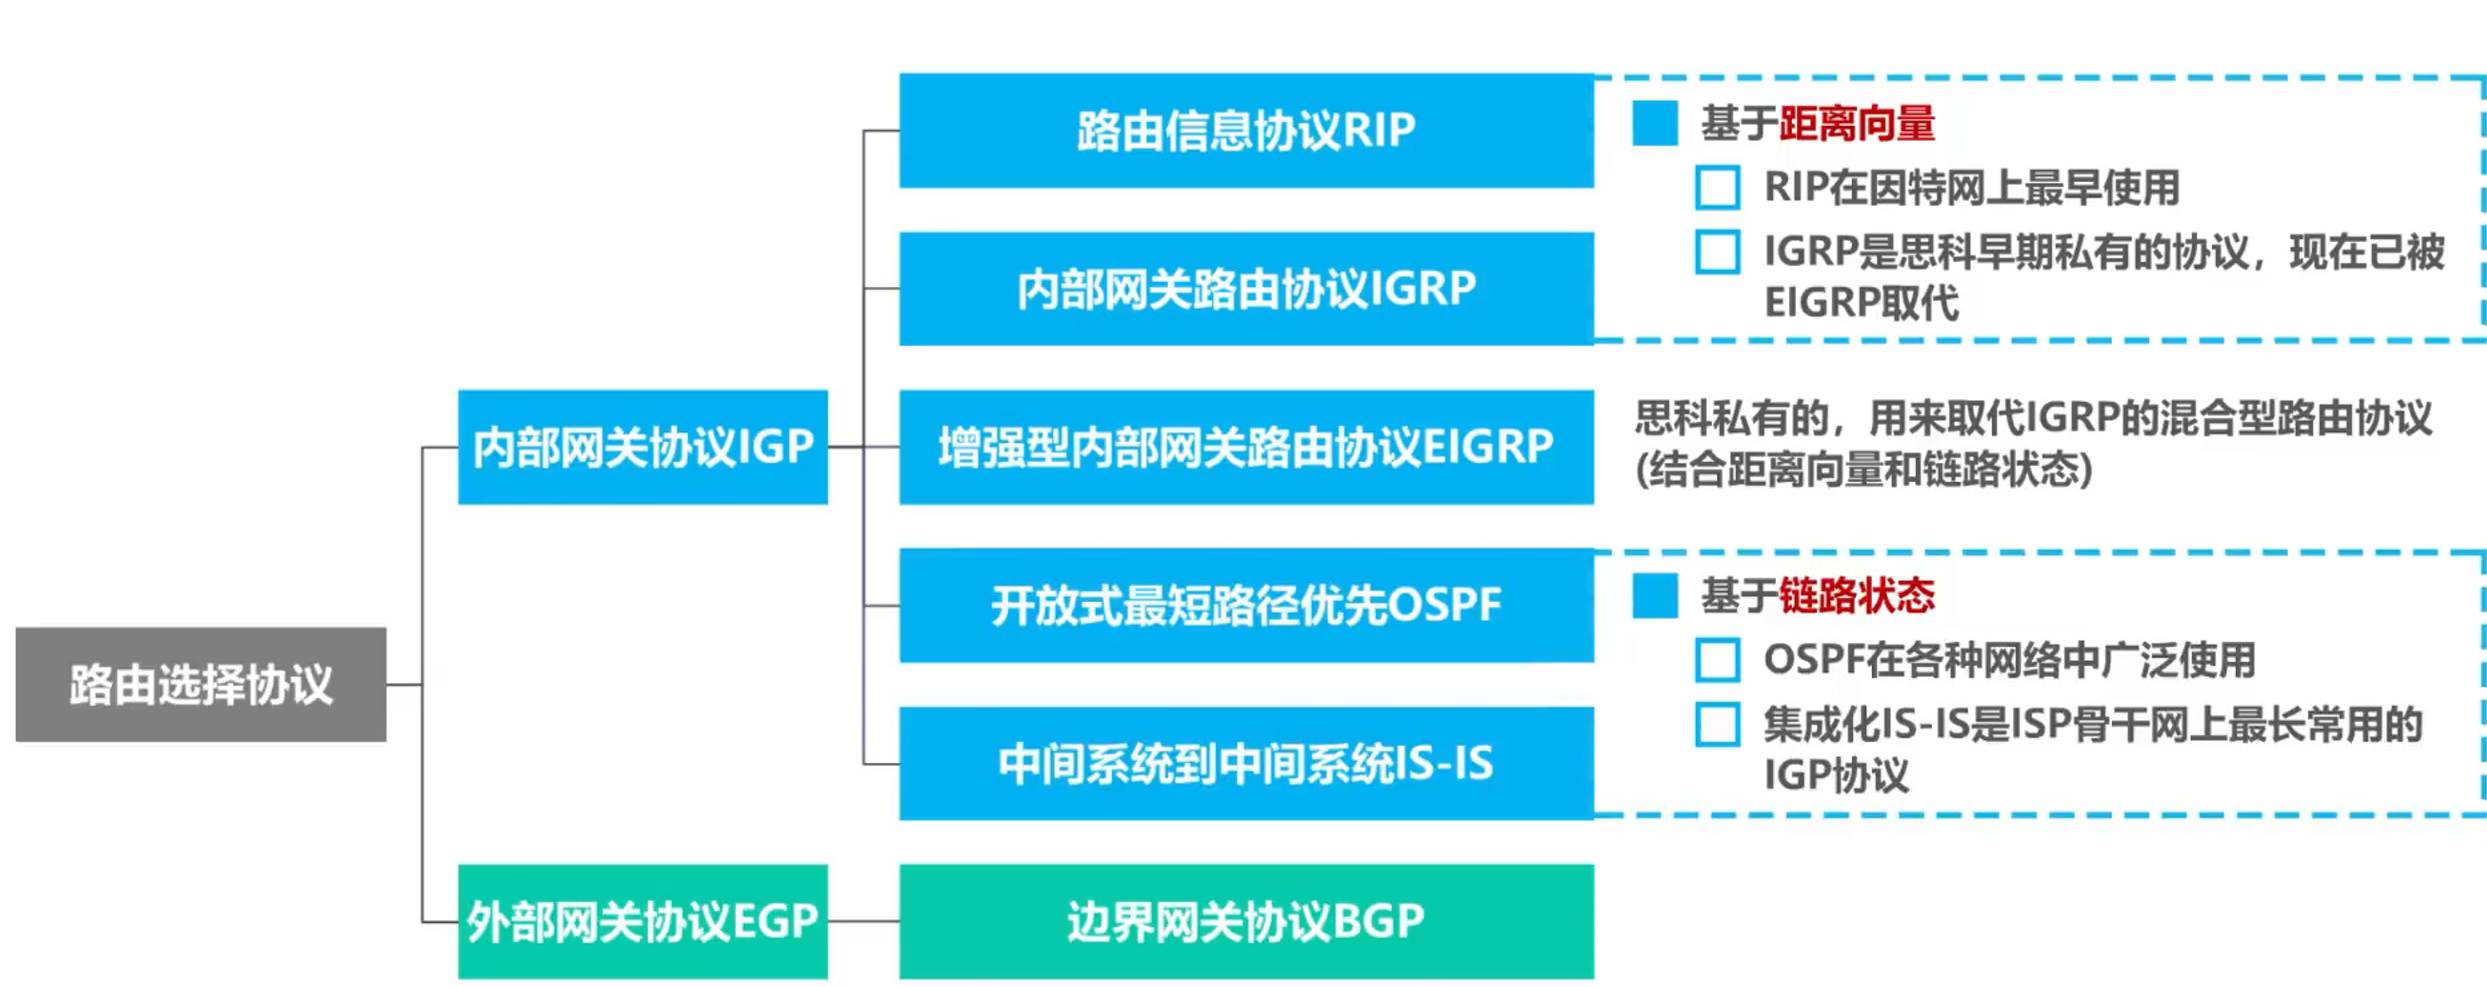 路由信息协议RIP
基于距离向量
RIP在因特网上最早使用
IGRP是思科早期私有的协议，现在已被
EIGRP取代
内部网关路由协议IGRP
内部网关协议IGP
增强型内部网关路由协议EIGRP
思科私有的，用来取代IGRP的混合型路由协议
(结合距离向量和链路状态)
开放式最短路径优先OSPF
基于链路状态
OSPF在各种网络中广泛使用
集成化IS-IS是ISP骨干网上最长常用的
IGP协议
路由选择协议
中间系统到中间系统IS-IS
外部网关协议EGP
边界网关协议BGP